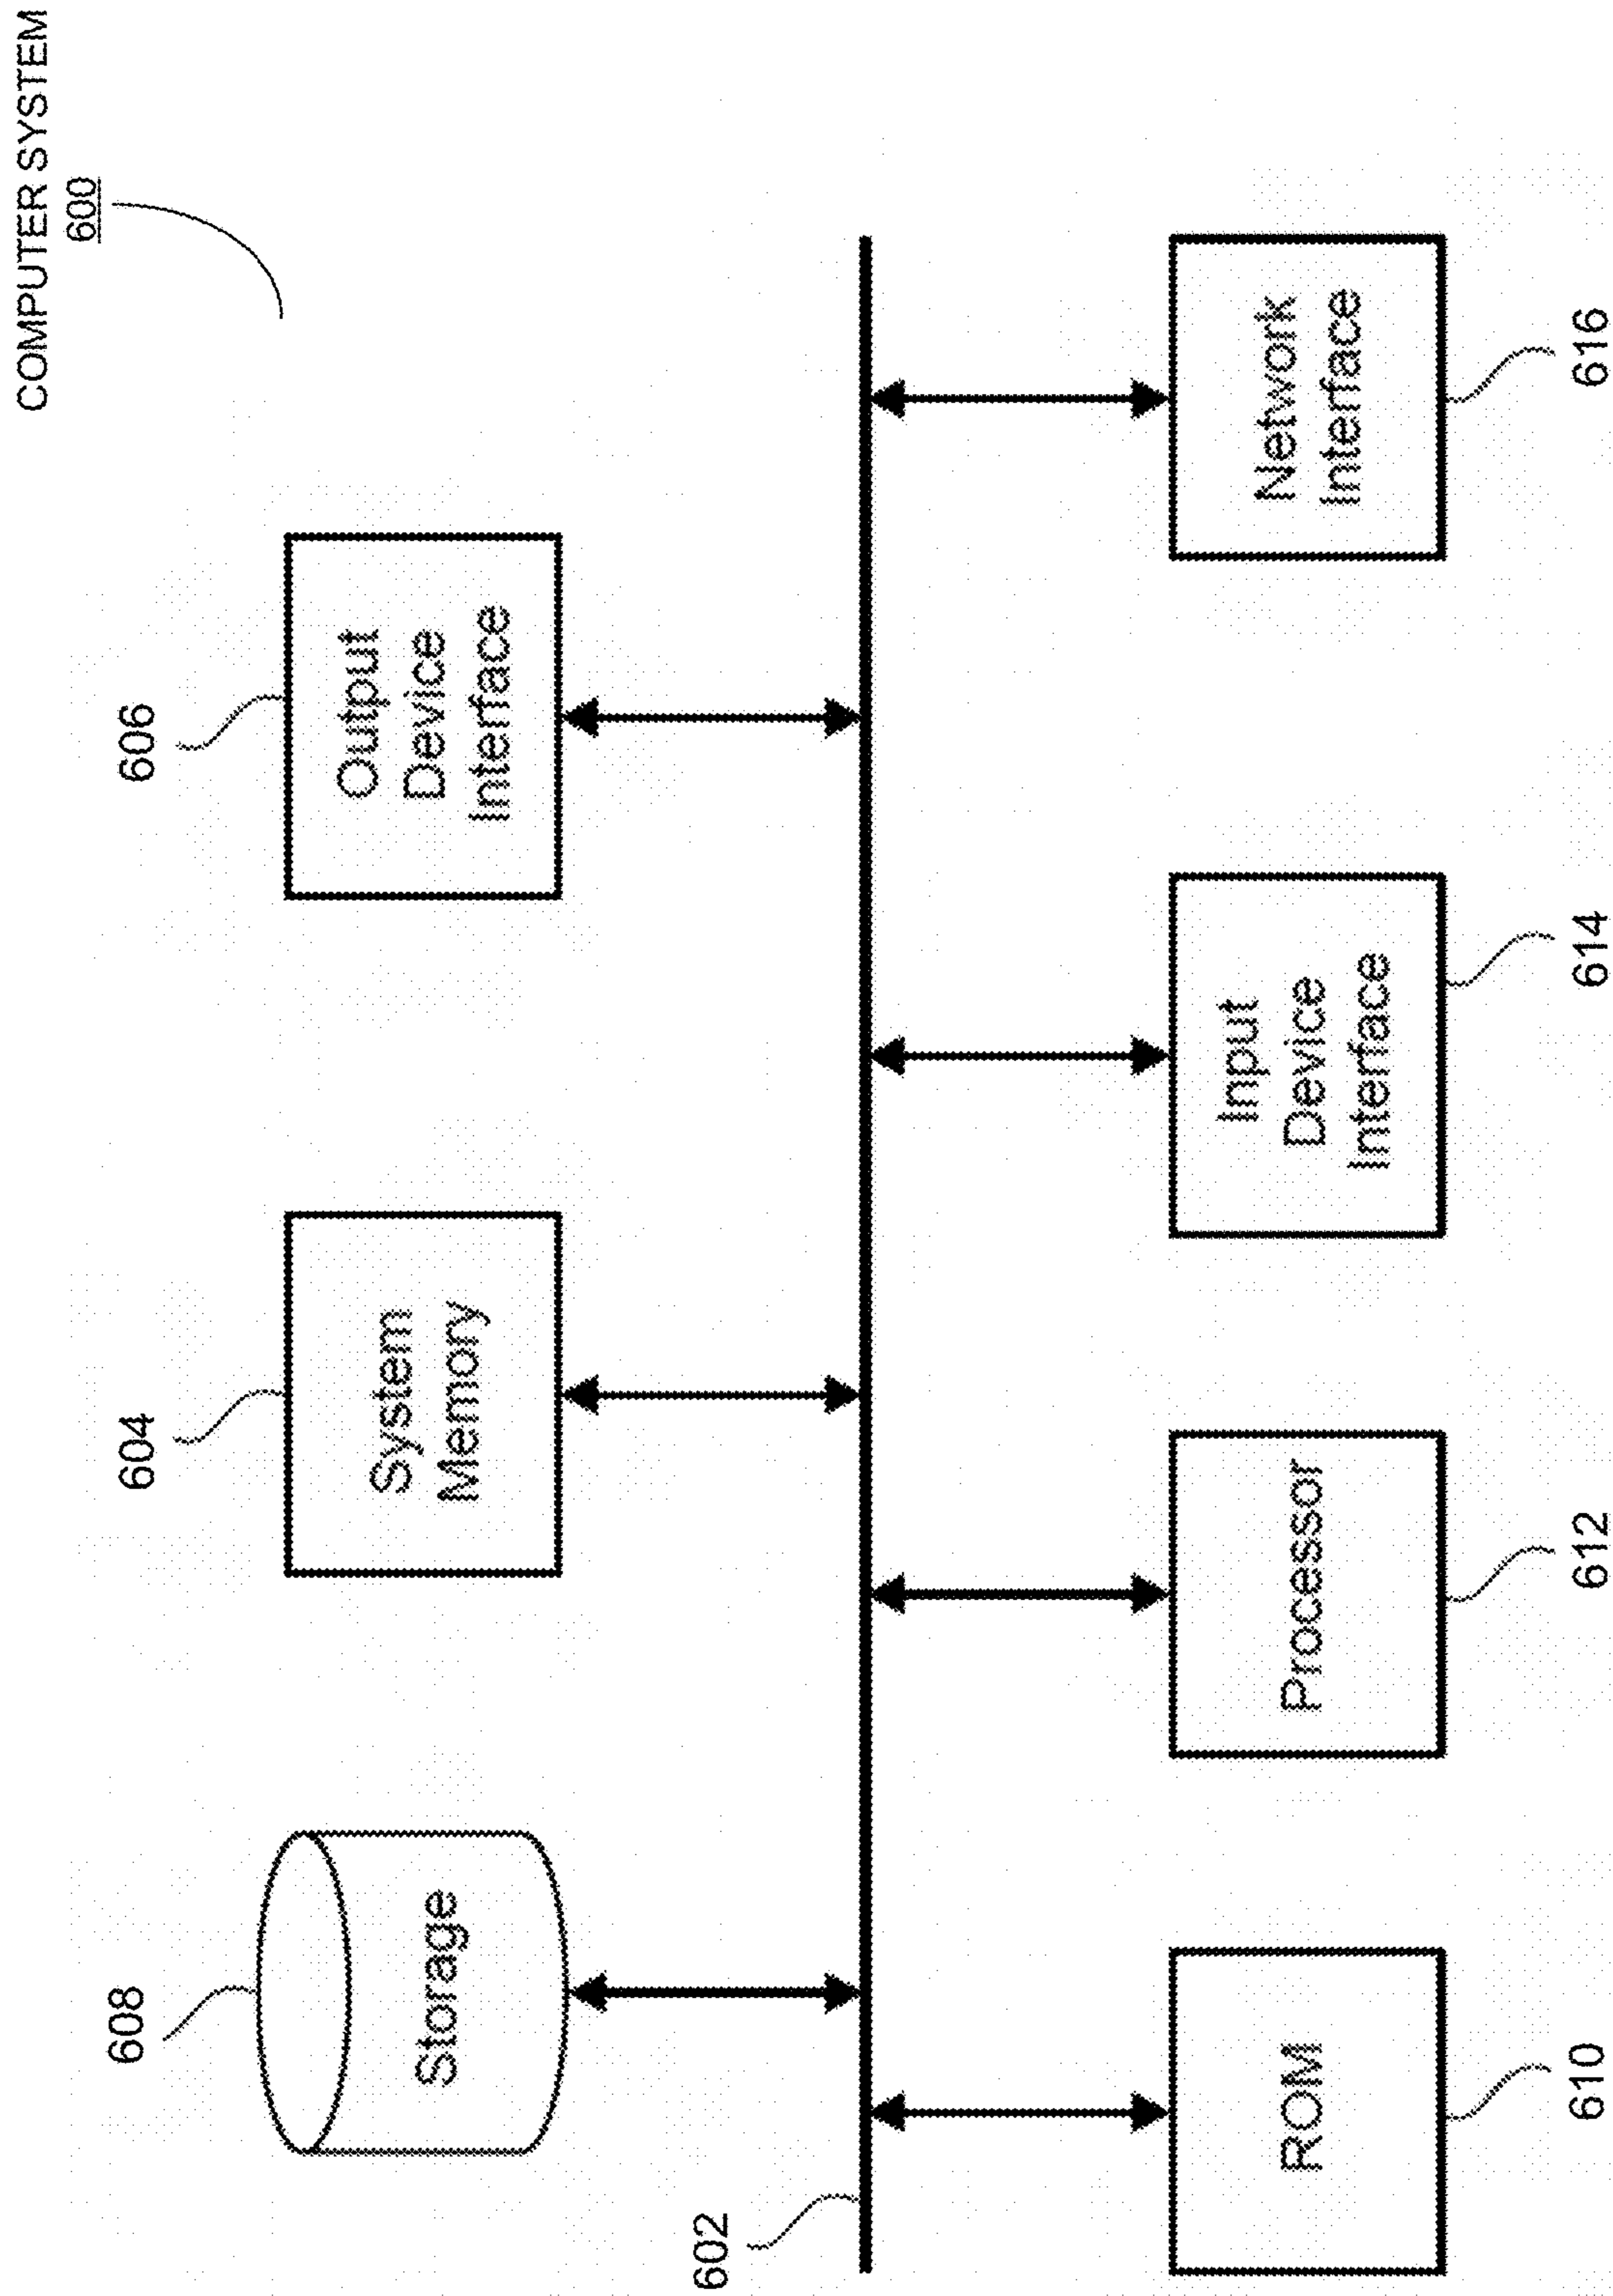 COMPUTER SYSTEM
600
608
604
606
Storage
System
Memory
Output
Device
Interface
602
ROM
Processor
Input
Device
Interface
Network
Interface
610
612
614
616